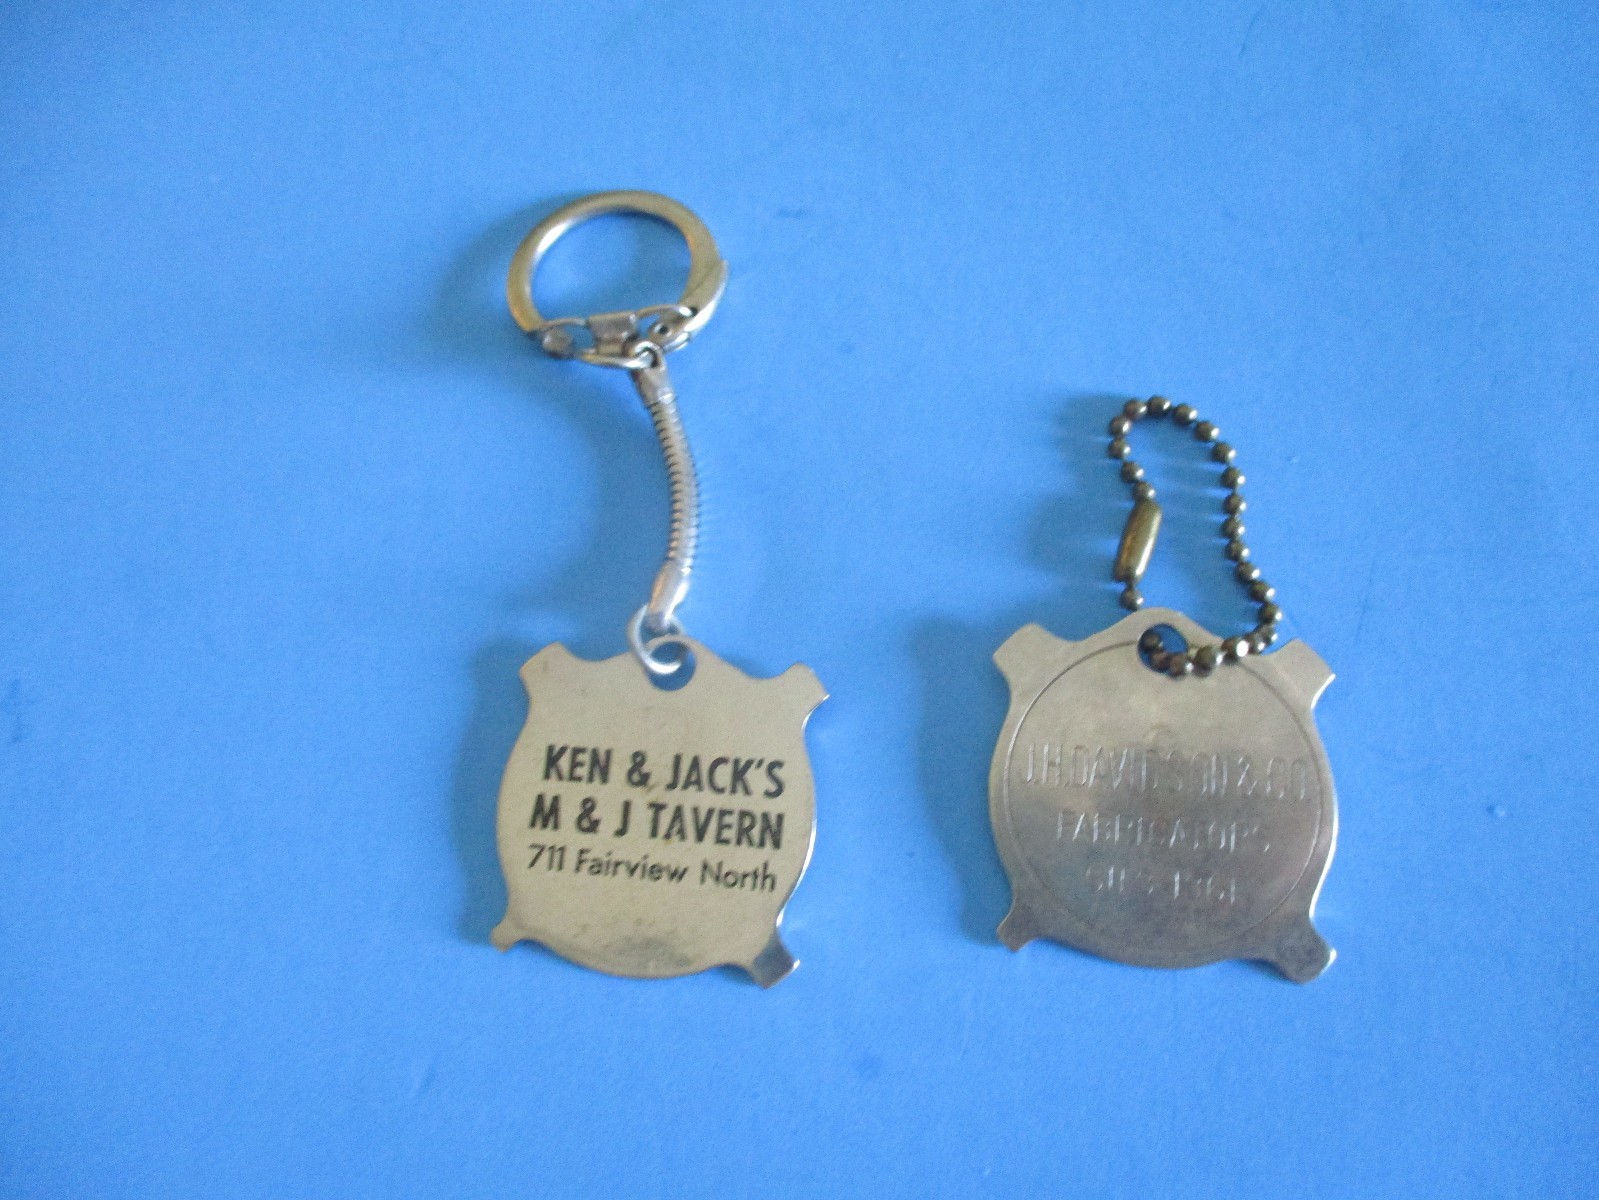 KEN & JACK'S
M & J TAVERN
711 Fairview North
J.H.DAVIDSON & CO.
FABRICATORS